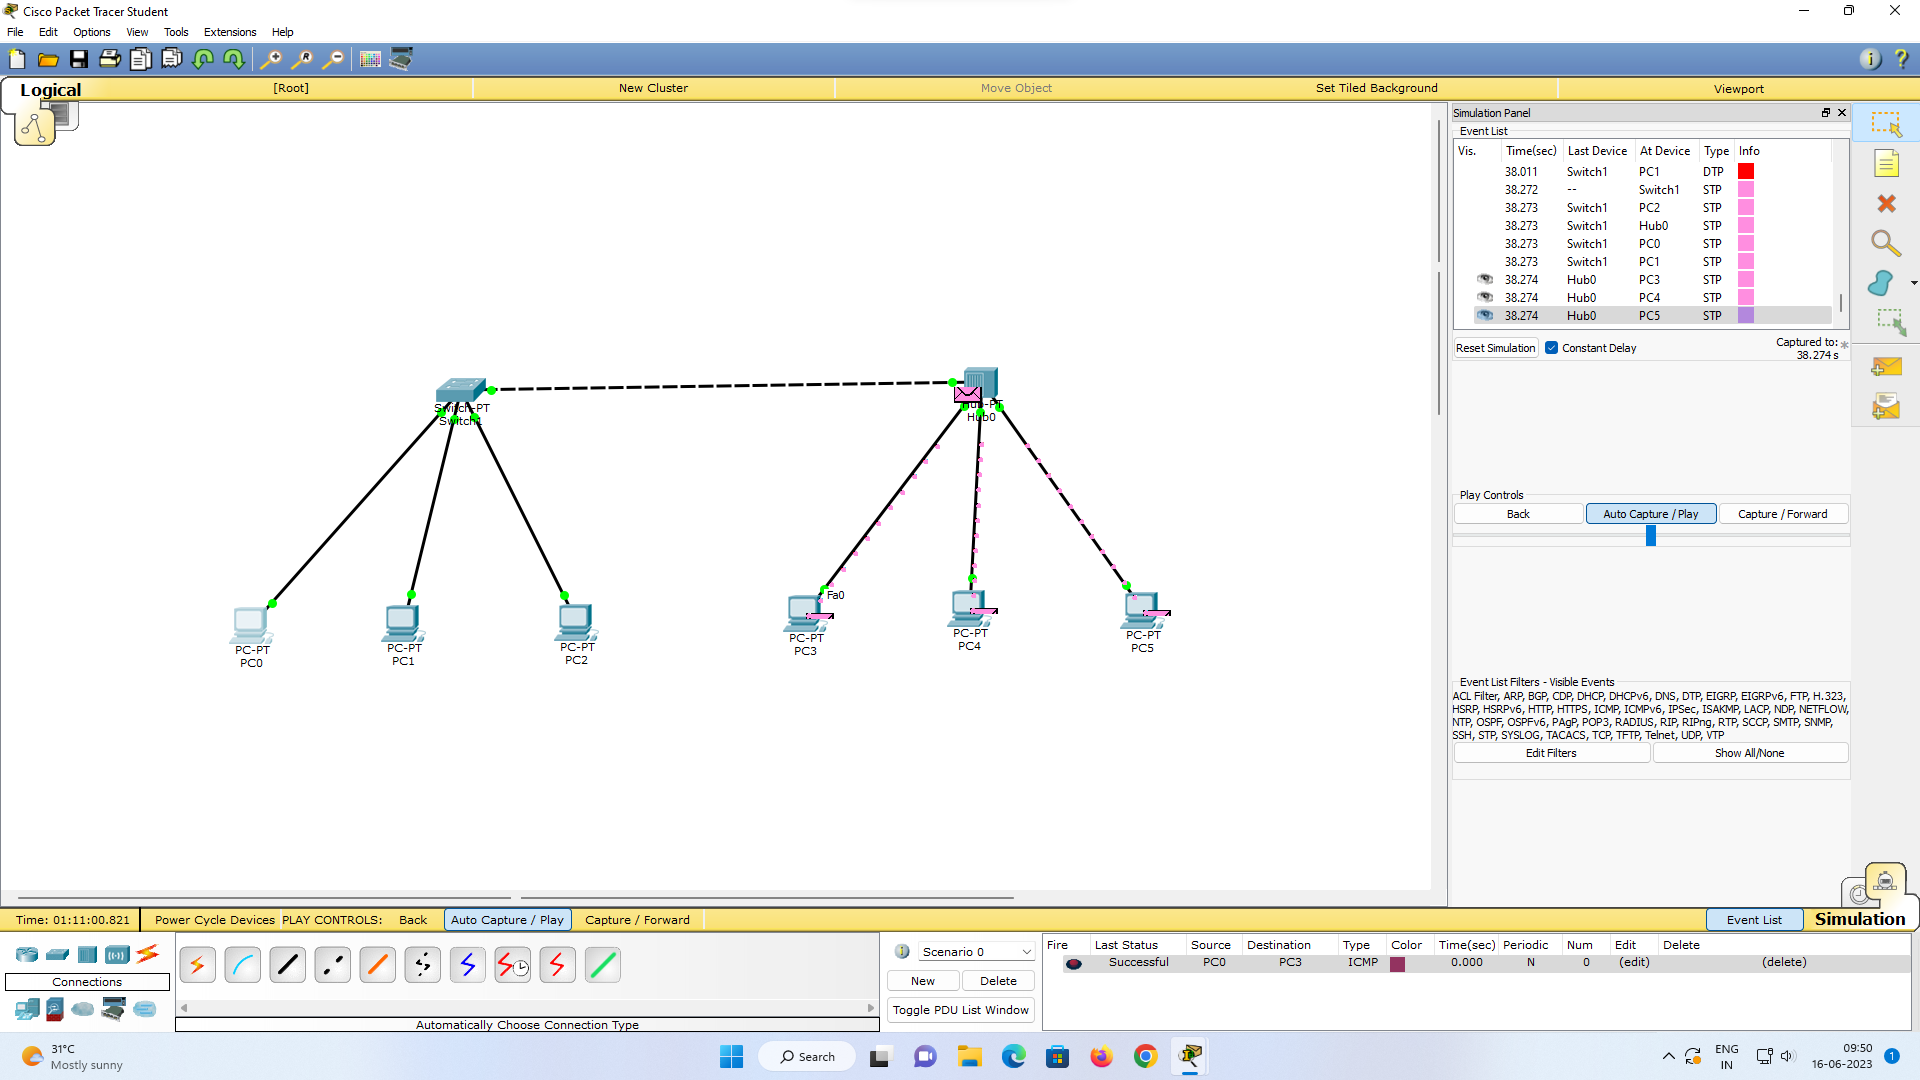 Cisco Packet Tracer Student
File Edit Options View Tools Extensions Help
Logical [Root] New Cluster Move Object Set Tiled Background Viewport
Simulation Panel
Event List
Vis. Time(sec) Last Device At Device Type Info
38.011 Switch1 PC1 DTP
38.272 -- Switch1 STP
38.273 Switch1 PC2 STP
38.273 Switch1 Hub0 STP
38.273 Switch1 PC0 STP
38.273 Switch1 PC1 STP
38.274 Hub0 PC3 STP
38.274 Hub0 PC4 STP
38.274 Hub0 PC5 STP
Reset Simulation Constant Delay Captured to: *
38.274 s
Switch-PT
Switch1
Hub-PT
Hub0
Fa0
PC-PT
PC0
PC-PT
PC1
PC-PT
PC2
PC-PT
PC3
PC-PT
PC4
PC-PT
PC5
Play Controls
Back Auto Capture / Play Capture / Forward
Event List Filters - Visible Events
ACL Filter, ARP, BGP, CDP, DHCP, DHCPv6, DNS, DTP, EIGRP, EIGRPv6, FTP, H.323,
HSRP, HSRPv6, HTTP, HTTPS, ICMP, ICMPv6, IPSec, ISAKMP, LACP, NDP, NETFLOW,
NTP, OSPF, OSPFv6, PAgP, POP3, RADIUS, RIP, RIPng, RTP, SCCP, SMTP, SNMP,
SSH, STP, SYSLOG, TACACS, TCP, TFTP, Telnet, UDP, VTP
Edit Filters Show All/None
Time: 01:11:00.821 Power Cycle Devices PLAY CONTROLS: Back Auto Capture / Play Capture / Forward Event List Simulation
Connections
Automatically Choose Connection Type
Scenario 0
New Delete
Toggle PDU List Window
Fire Last Status Source Destination Type Color Time(sec) Periodic Num Edit Delete
Successful PC0 PC3 ICMP 0.000 N 0 (edit) (delete)
31°C
Mostly sunny
Search
ENG
IN
09:50
16-06-2023
1